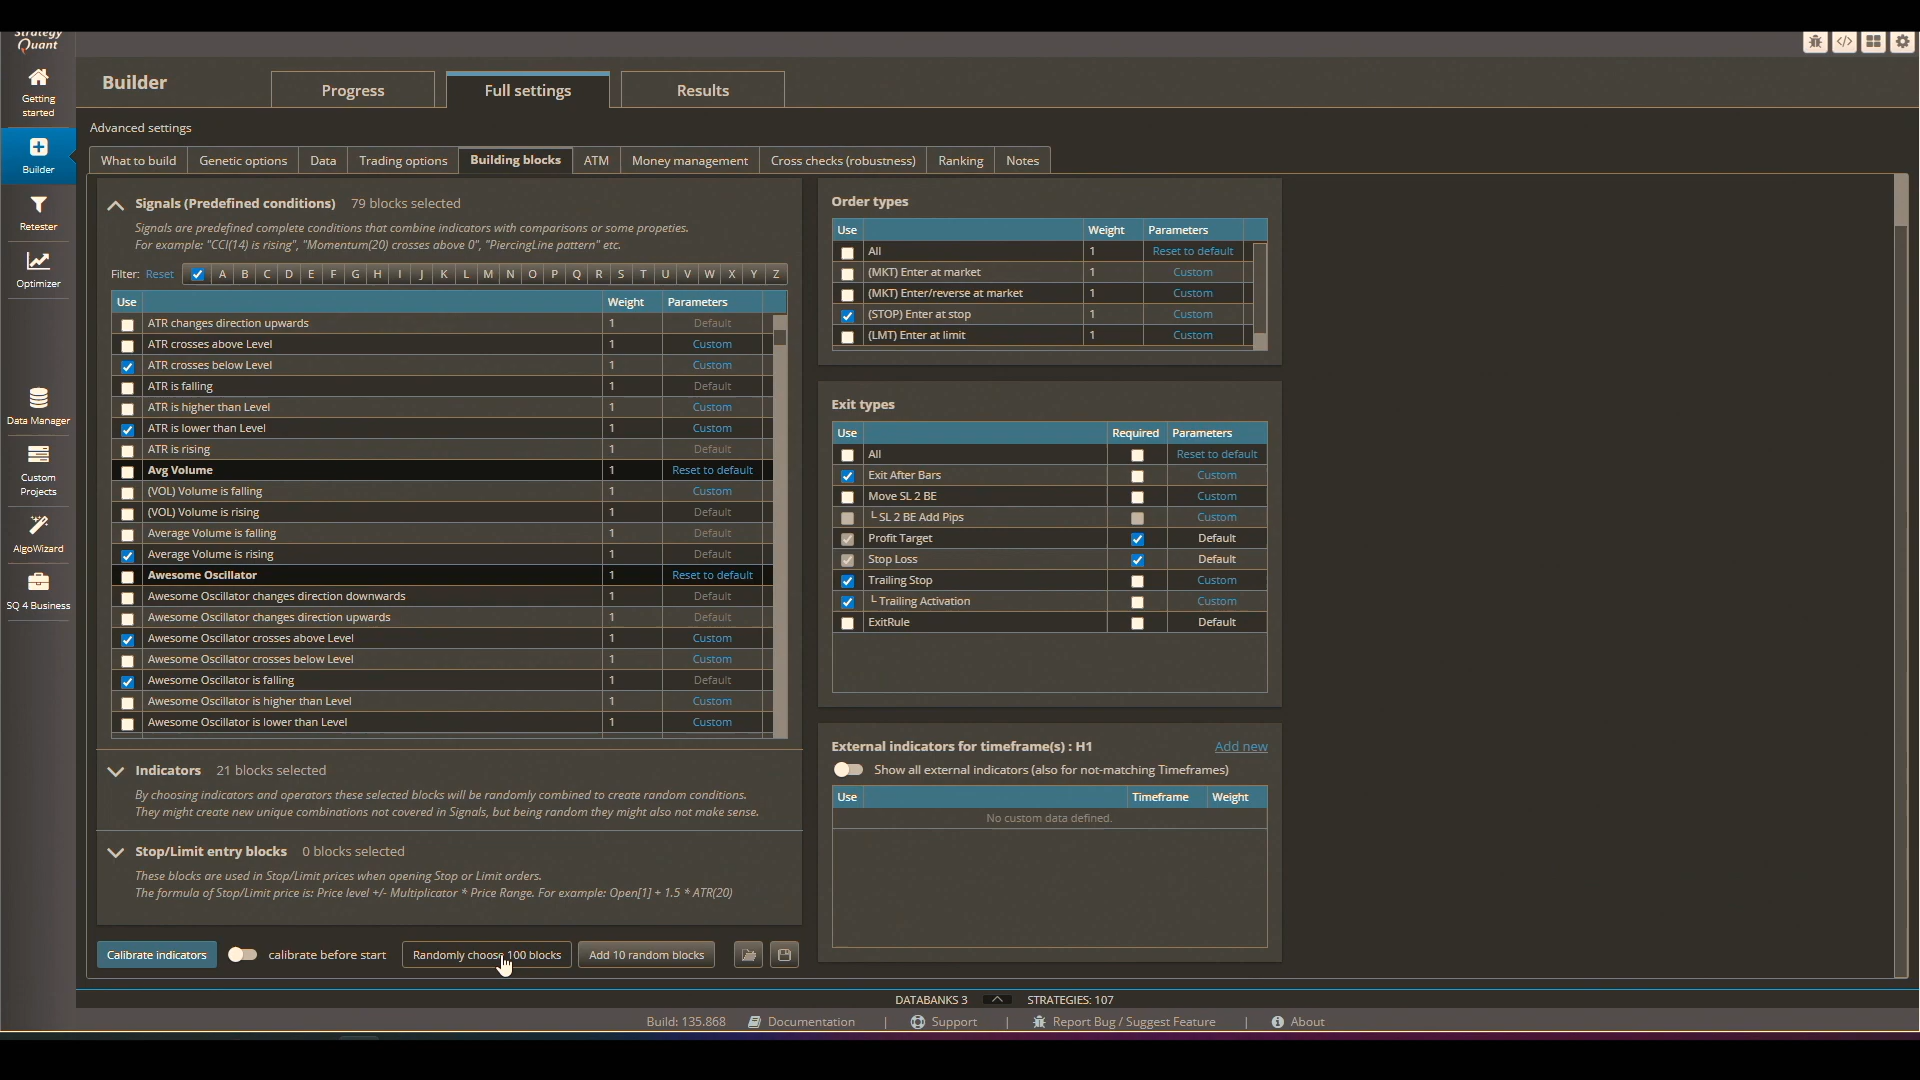 Strategy
Quant
Builder
Progress
Full settings
Results
Getting
started
Builder
Retester
Optimizer
Data Manager
Custom
Projects
AlgoWizard
SQ 4 Business
Advanced settings
What to build
Genetic options
Data
Trading options
Building blocks
ATM
Money management
Cross checks (robustness)
Ranking
Notes
Signals (Predefined conditions) 79 blocks selected
Signals are predefined complete conditions that combine indicators with comparisons or some propeties.
For example: "CCI(14) is rising", "Momentum(20) crosses above 0", "PiercingLine pattern" etc.
Filter: Reset A B C D E F G H I J K L M N O P Q R S T U V W X Y Z
Use Weight Parameters
ATR changes direction upwards 1 Default
ATR crosses above Level 1 Custom
ATR crosses below Level 1 Custom
ATR is falling 1 Default
ATR is higher than Level 1 Custom
ATR is lower than Level 1 Custom
ATR is rising 1 Default
Avg Volume 1 Reset to default
(VOL) Volume is falling 1 Custom
(VOL) Volume is rising 1 Default
Average Volume is falling 1 Default
Average Volume is rising 1 Default
Awesome Oscillator 1 Reset to default
Awesome Oscillator changes direction downwards 1 Default
Awesome Oscillator changes direction upwards 1 Default
Awesome Oscillator crosses above Level 1 Custom
Awesome Oscillator crosses below Level 1 Custom
Awesome Oscillator is falling 1 Default
Awesome Oscillator is higher than Level 1 Custom
Awesome Oscillator is lower than Level 1 Custom
Indicators 21 blocks selected
By choosing indicators and operators these selected blocks will be randomly combined to create random conditions.
They might create new unique combinations not covered in Signals, but being random they might also not make sense.
Stop/Limit entry blocks 0 blocks selected
These blocks are used in Stop/Limit prices when opening Stop or Limit orders.
The formula of Stop/Limit price is: Price level +/- Multiplicator * Price Range. For example: Open[1] + 1.5 * ATR(20)
Calibrate indicators
calibrate before start
Randomly choose 100 blocks
Add 10 random blocks
Order types
Use Weight Parameters
All 1 Reset to default
(MKT) Enter at market 1 Custom
(MKT) Enter/reverse at market 1 Custom
(STOP) Enter at stop 1 Custom
(LMT) Enter at limit 1 Custom
Exit types
Use Required Parameters
All Reset to default
Exit After Bars Custom
Move SL 2 BE Custom
SL 2 BE Add Pips Custom
Profit Target Default
Stop Loss Default
Trailing Stop Custom
Trailing Activation Custom
ExitRule Default
External indicators for timeframe(s) : H1 Add new
Show all external indicators (also for not-matching Timeframes)
Use Timeframe Weight
No custom data defined.
DATABANKS 3 STRATEGIES: 107
Build: 135.868 Documentation | Support | Report Bug / Suggest Feature | About